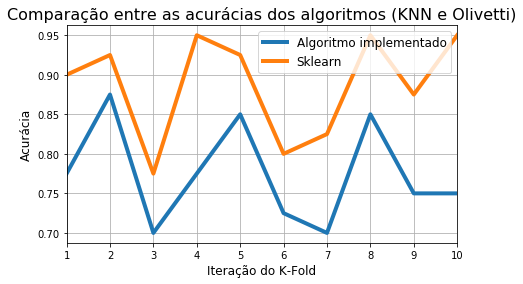 Comparação entre as acurácias dos algoritmos (KNN e Olivetti)
Algoritmo implementado
Sklearn
Acurácia
0.95
0.90
0.85
0.80
0.75
0.70
1 2 3 4 5 6 7 8 9 10
Iteração do K-Fold